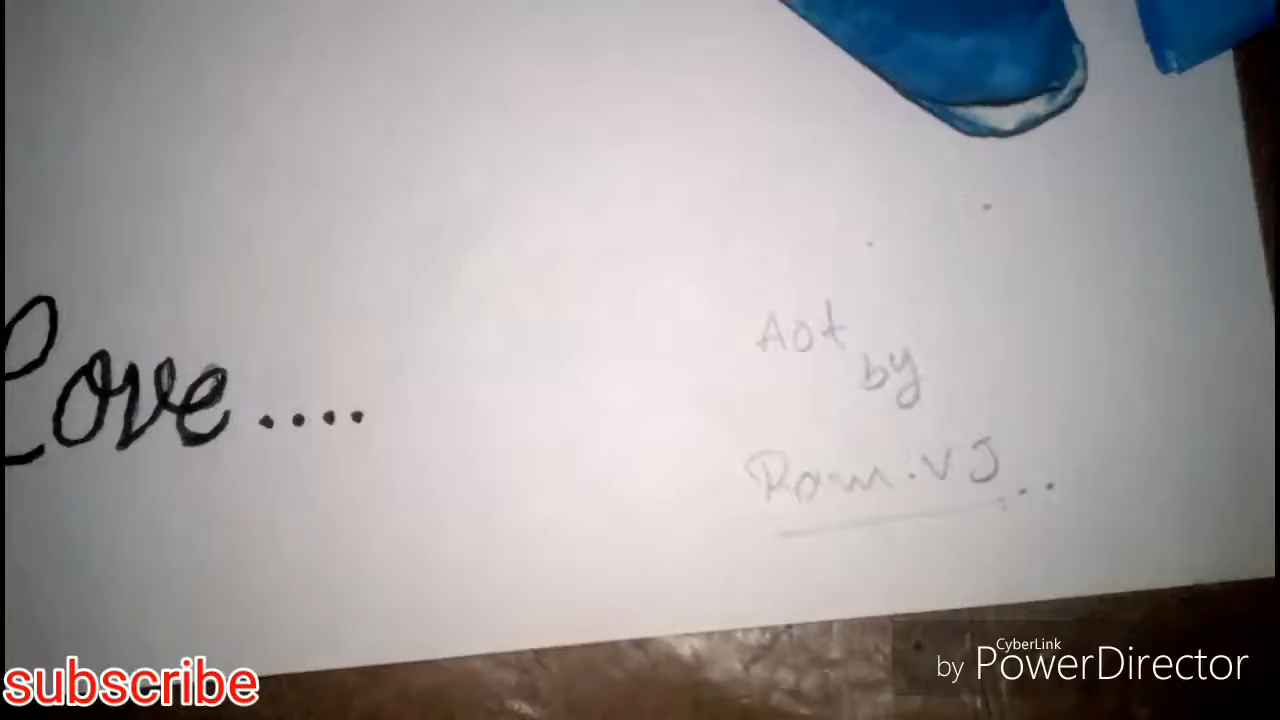 Love....
Aot
by
Ram.VJ...
subscribe
CyberLink
by PowerDirector